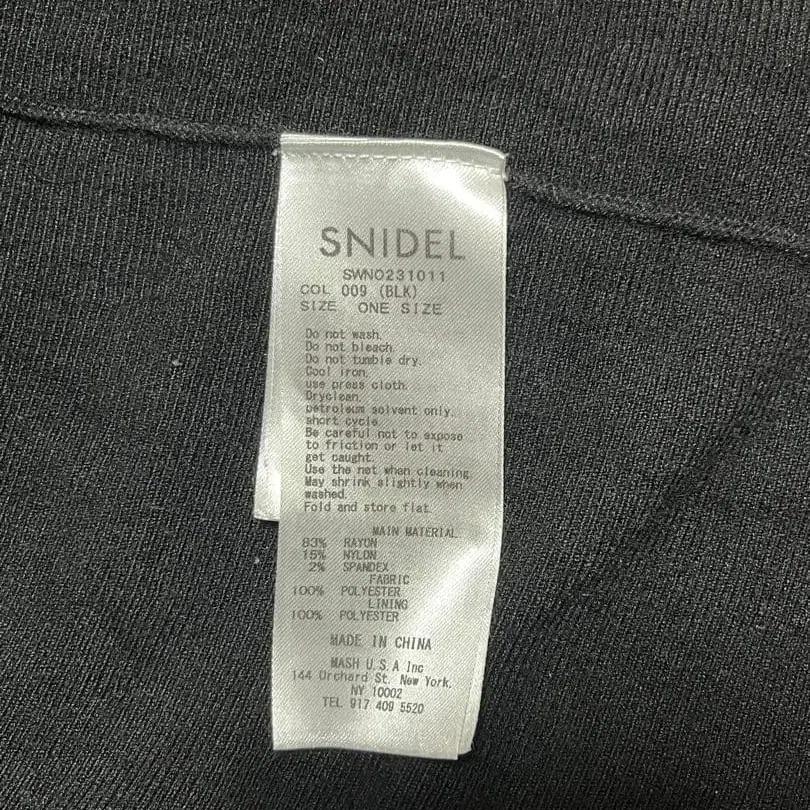 SNIDEL
SWNO231011
COL 009 (BLK)
SIZE ONE SIZE
Do not wash.
Do not bleach.
Do not tumble dry.
Cool iron.
use press cloth.
Dryclean.
petroleum solvent only.
short cycle.
Be careful not to expose
to friction or let it
get caught.
Use the net when cleaning.
May shrink slightly when
washed.
Fold and store flat.
MAIN MATERIAL
83% RAYON
15% NYLON
2% SPANDEX
FABRIC
100% POLYESTER
LINING
100% POLYESTER
MADE IN CHINA
MASH U.S.A Inc
144 Orchard St. New York,
NY 10002
TEL 917 409 5520